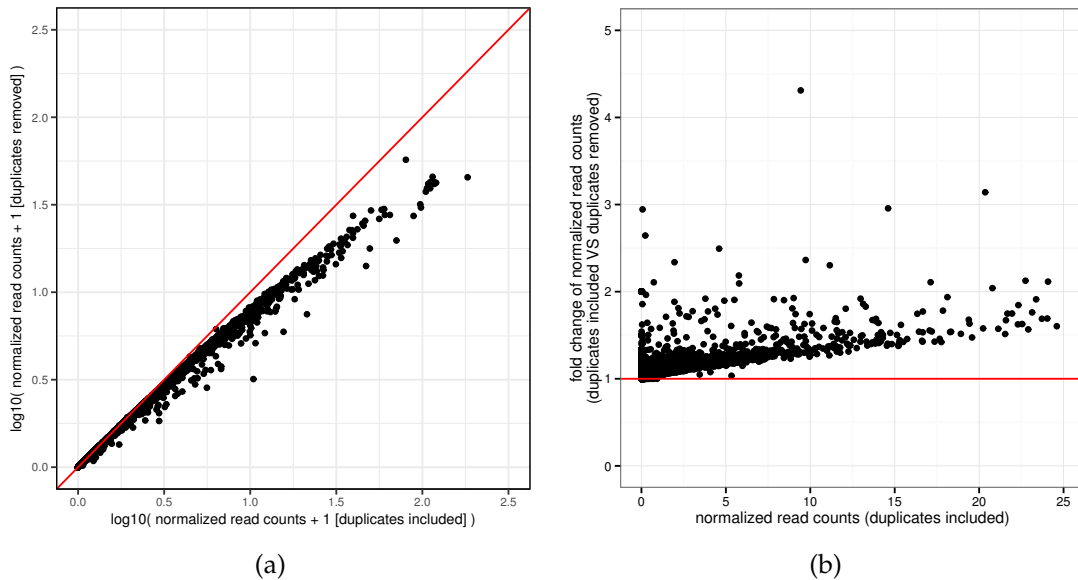 log10( normalized read counts + 1 [duplicates removed] )
2.5
2.0
1.5
1.0
0.5
0.0
0.0 0.5 1.0 1.5 2.0 2.5
log10( normalized read counts + 1 [duplicates included] )
(a)
fold change of normalized read counts
(duplicates included VS duplicates removed)
5
4
3
2
1
0
0 5 10 15 20 25
normalized read counts (duplicates included)
(b)